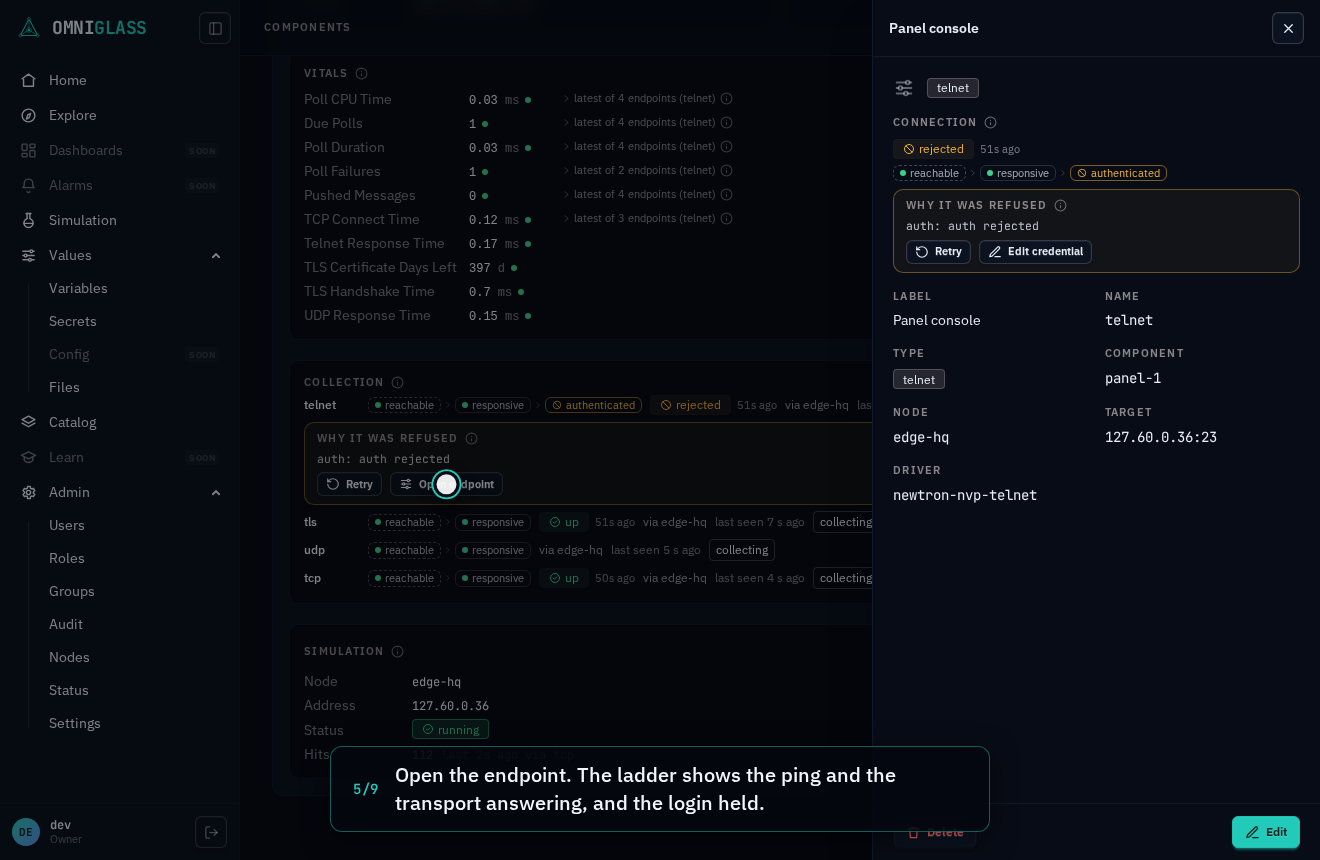 OMNIGLASS
Home
Explore
Dashboards SOON
Alarms SOON
Simulation
Values
Variables
Secrets
Config SOON
Files
Catalog
Learn SOON
Admin
Users
Roles
Groups
Audit
Nodes
Status
Settings
DE dev
Owner
COMPONENTS
VITALS
Poll CPU Time 0.03 ms latest of 4 endpoints (telnet)
Due Polls 1 latest of 4 endpoints (telnet)
Poll Duration 0.03 ms latest of 4 endpoints (telnet)
Poll Failures 1 latest of 2 endpoints (telnet)
Pushed Messages 0 latest of 4 endpoints (telnet)
TCP Connect Time 0.12 ms latest of 3 endpoints (telnet)
Telnet Response Time 0.17 ms
TLS Certificate Days Left 397 d
TLS Handshake Time 0.7 ms
UDP Response Time 0.15 ms
COLLECTION
telnet reachable responsive authenticated rejected 51s ago via edge-hq las
WHY IT WAS REFUSED
auth: auth rejected
Retry Op dpoint
tls reachable responsive up 51s ago via edge-hq last seen 7 s ago collecting
udp reachable responsive via edge-hq last seen 5 s ago collecting
tcp reachable responsive up 50s ago via edge-hq last seen 4 s ago collecting
SIMULATION
Node edge-hq
Address 127.60.0.36
Status running
Hits 112
5/9 Open the endpoint. The ladder shows the ping and the
transport answering, and the login held.
Panel console
telnet
CONNECTION
rejected 51s ago
reachable responsive authenticated
WHY IT WAS REFUSED
auth: auth rejected
Retry Edit credential
LABEL NAME
Panel console telnet
TYPE COMPONENT
telnet panel-1
NODE TARGET
edge-hq 127.60.0.36:23
DRIVER
newtron-nvp-telnet
Delete Edit